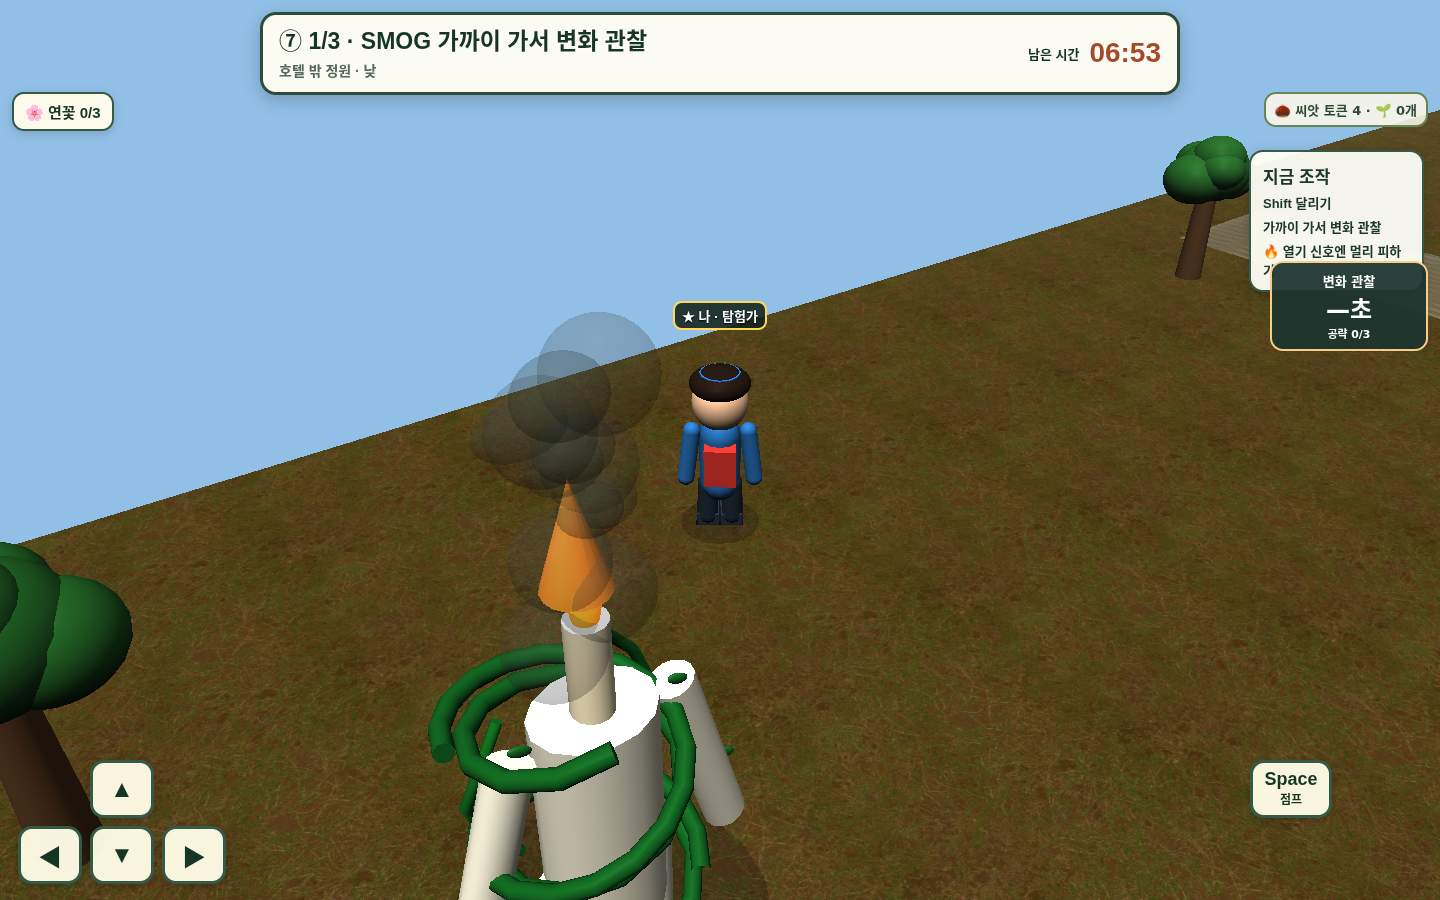 ⑦ 1/3 · SMOG 가까이 가서 변화 관찰
호텔 밖 정원 · 낮
남은 시간 06:53
🌸 연꽃 0/3
🌰 씨앗 토큰 4 · 🌱 0개
지금 조작
Shift 달리기
가까이 가서 변화 관찰
🔥 열기 신호엔 멀리 피하
기
변화 관찰
—초
공략 0/3
★ 나 · 탐험가
▲
◀ ▼ ▶
Space
점프